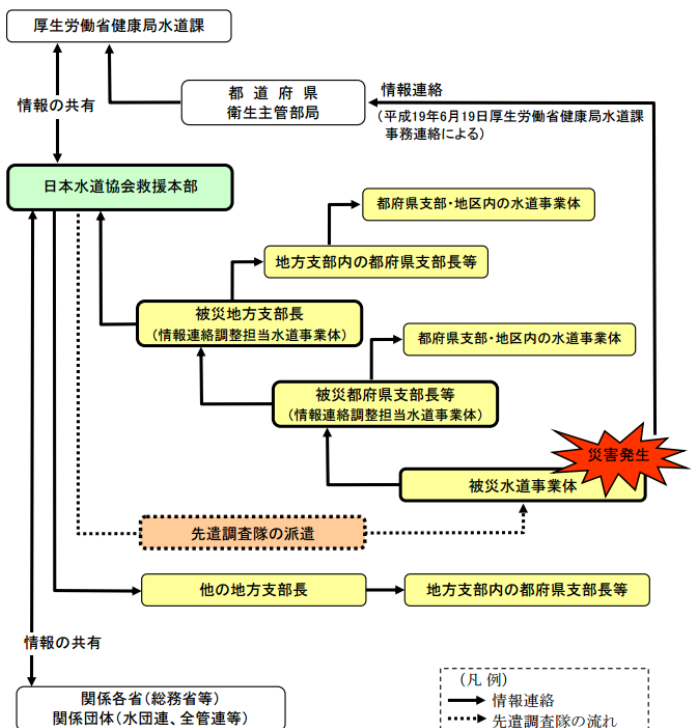 厚生労働省健康局水道課
情報の共有
都道府県
衛生主管部局
情報連絡
(平成19年6月19日厚生労働省健康局水道課
事務連絡による)
日本水道協会救援本部
都府県支部・地区内の水道事業体
地方支部内の都府県支部長等
被災地方支部長
(情報連絡調整担当水道事業体)
都府県支部・地区内の水道事業体
被災都府県支部長等
(情報連絡調整担当水道事業体)
災害発生
被災水道事業体
先遣調査隊の派遣
他の地方支部長
地方支部内の都府県支部長等
情報の共有
関係各省(総務省等)
関係団体(水団連、全管連等)
(凡例)
情報連絡
先遣調査隊の流れ